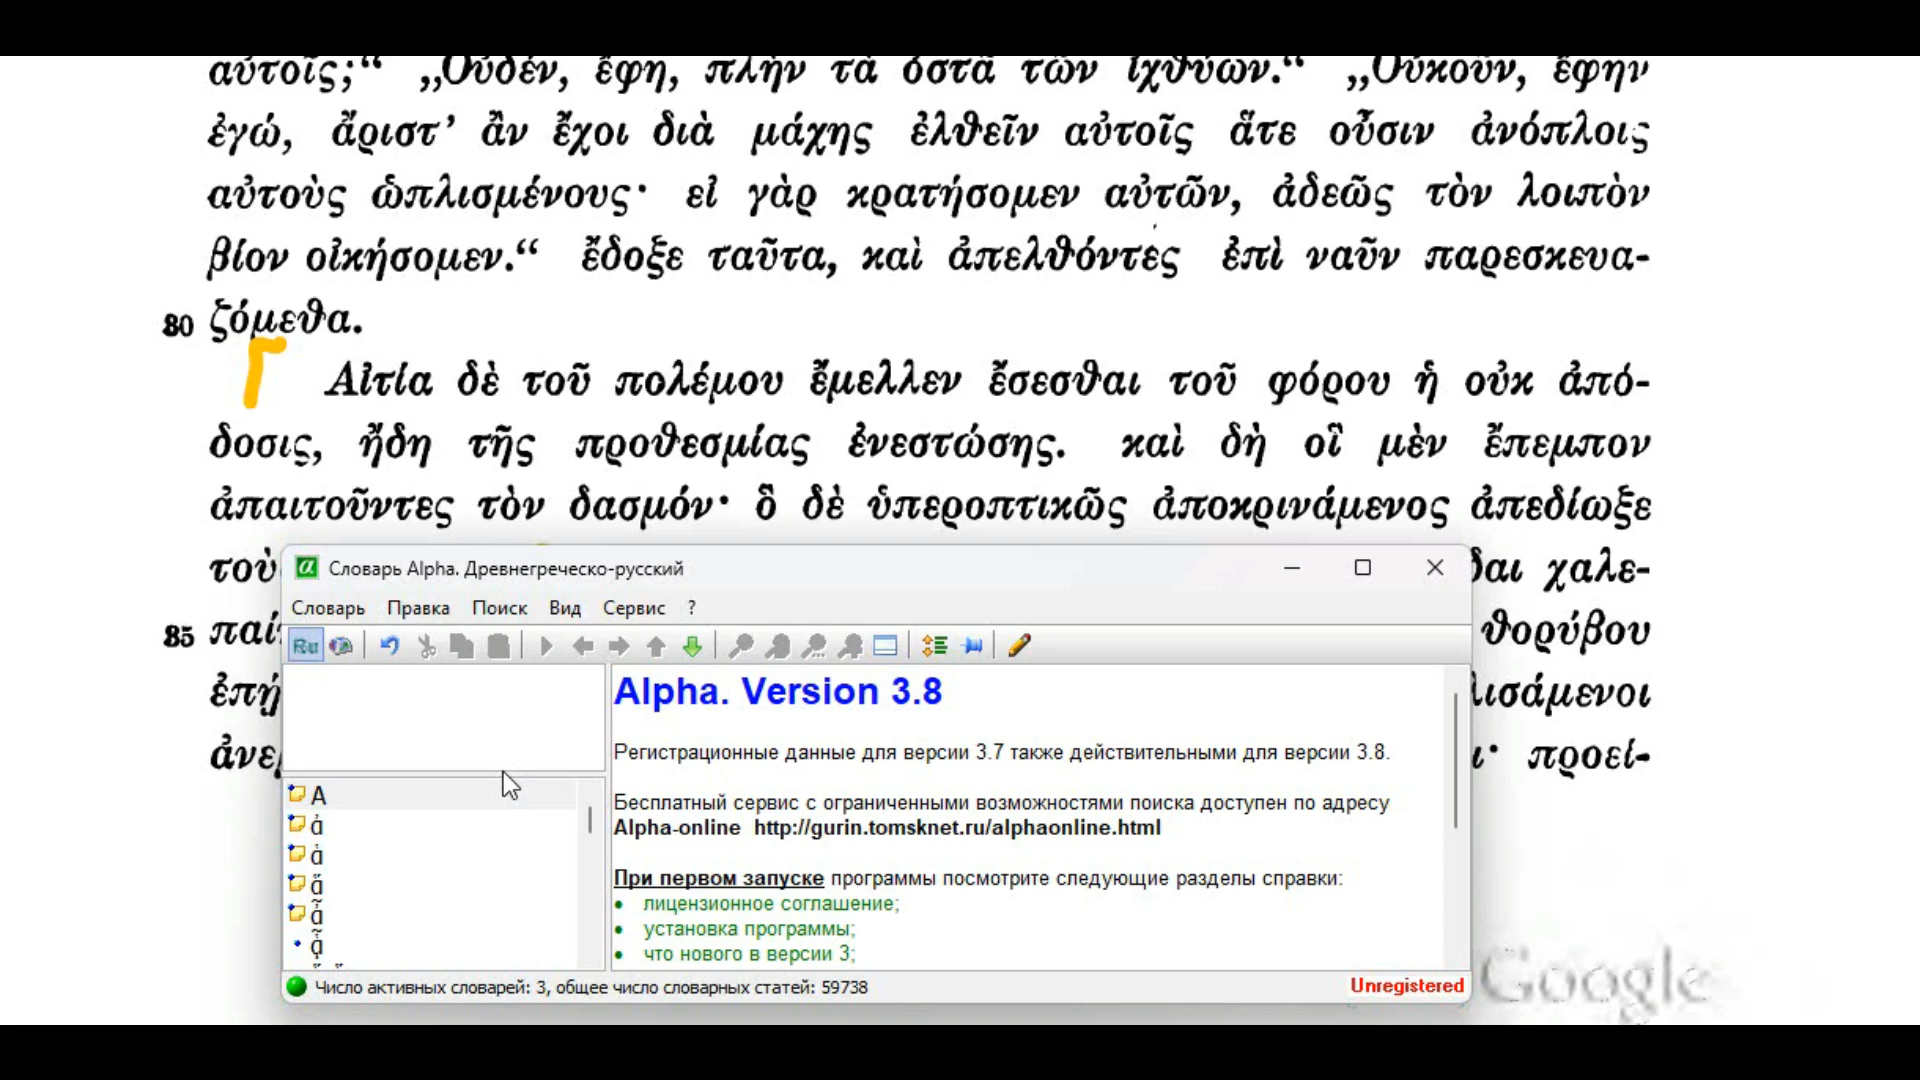 αὐτοῖς;“ „Οὐδέν, ἔφη, πλὴν τὰ ὀστᾶ τῶν ἰχθύων.“ „Οὐκοῦν, ἔφην
ἐγώ, ἄριστ’ ἂν ἔχοι διὰ μάχης ἐλθεῖν αὐτοῖς ἅτε οὖσιν ἀνόπλοις
αὐτοὺς ὡπλισμένους· εἰ γὰρ κρατήσομεν αὐτῶν, ἀδεῶς τὸν λοιπὸν
βίον οἰκήσομεν.“ ἔδοξε ταῦτα, καὶ ἀπελθόντες ἐπὶ ναῦν παρεσκευα-
80 ζόμεθα.
Γ Αἰτία δὲ τοῦ πολέμου ἔμελλεν ἔσεσθαι τοῦ φόρου ἡ οὐκ ἀπό-
δοσις, ἤδη τῆς προθεσμίας ἐνεστώσης. καὶ δὴ οἳ μὲν ἔπεμπον
ἀπαιτοῦντες τὸν δασμόν· ὃ δὲ ὑπεροπτικῶς ἀποκρινάμενος ἀπεδίωξε
τοὺ δαι χαλε-
85 παί θορύβου
ἐπῄ λισάμενοι
ἀνε ι· προεί-
Словарь Alpha. Древнегреческо-русский
Словарь Правка Поиск Вид Сервис ?
Ru
Alpha. Version 3.8
Регистрационные данные для версии 3.7 также действительными для версии 3.8.
Бесплатный сервис с ограниченными возможностями поиска доступен по адресу
Alpha-online http://gurin.tomsknet.ru/alphaonline.html
При первом запуске программы посмотрите следующие разделы справки:
• лицензионное соглашение;
• установка программы;
• что нового в версии 3;
Α
ἀ
ἁ
ἄ
ἆ
ᾆ
Число активных словарей: 3, общее число словарных статей: 59738
Unregistered
Google